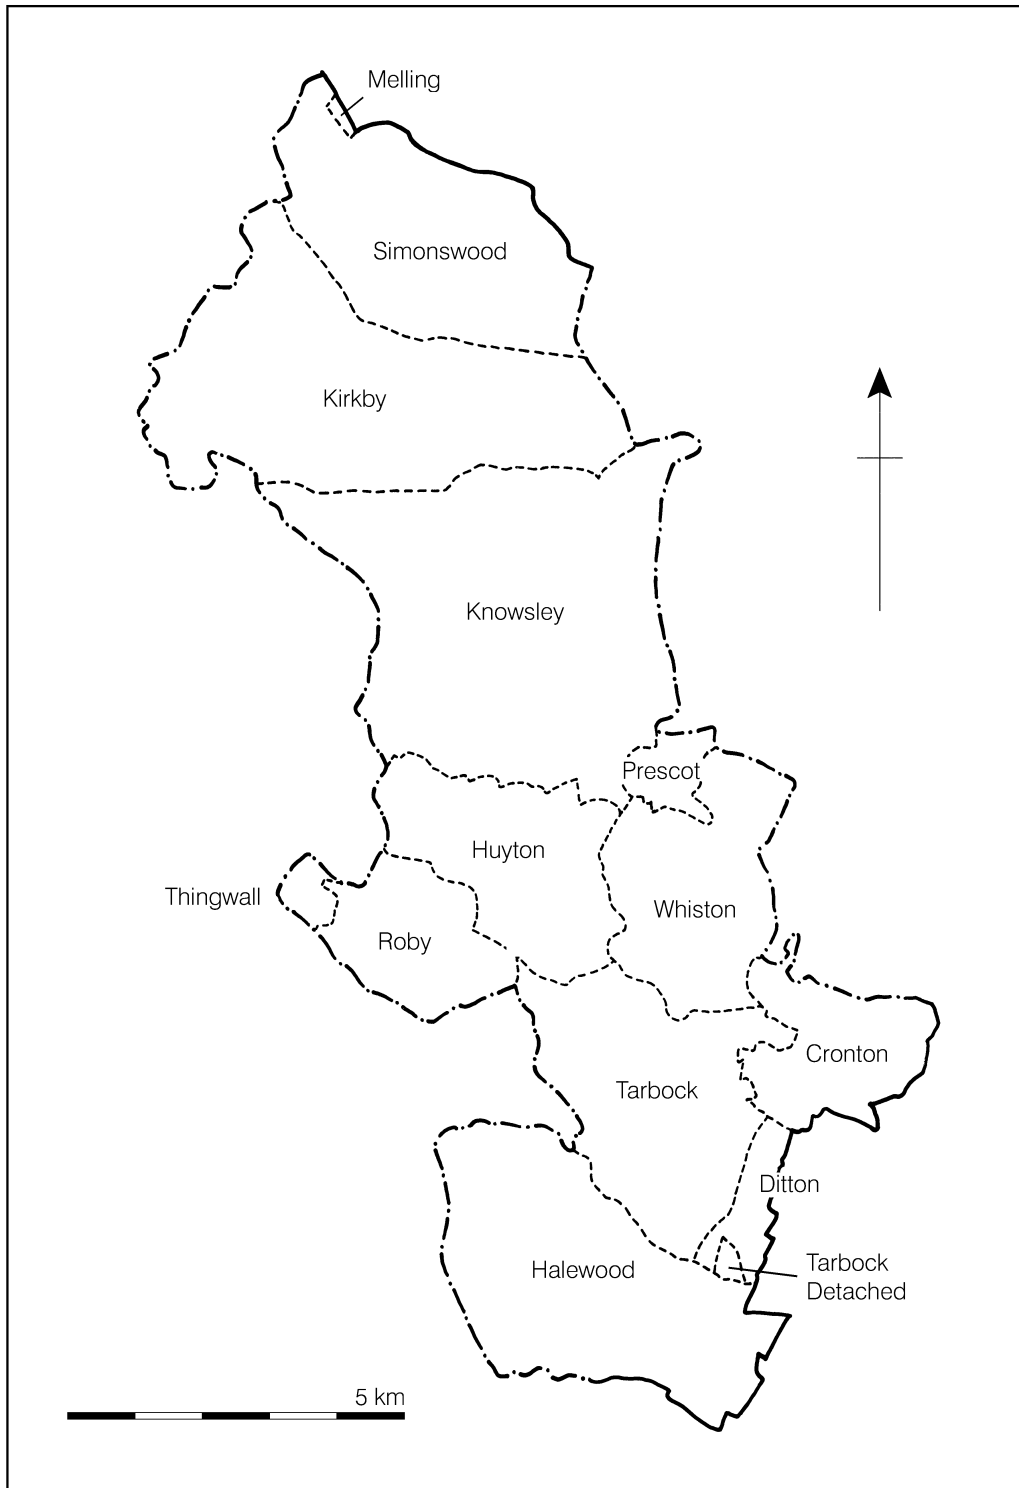 Melling
Simonswood
Kirkby
Knowsley
Prescot
Huyton
Thingwall
Whiston
Roby
Cronton
Tarbock
Ditton
Halewood
Tarbock
Detached
5 km